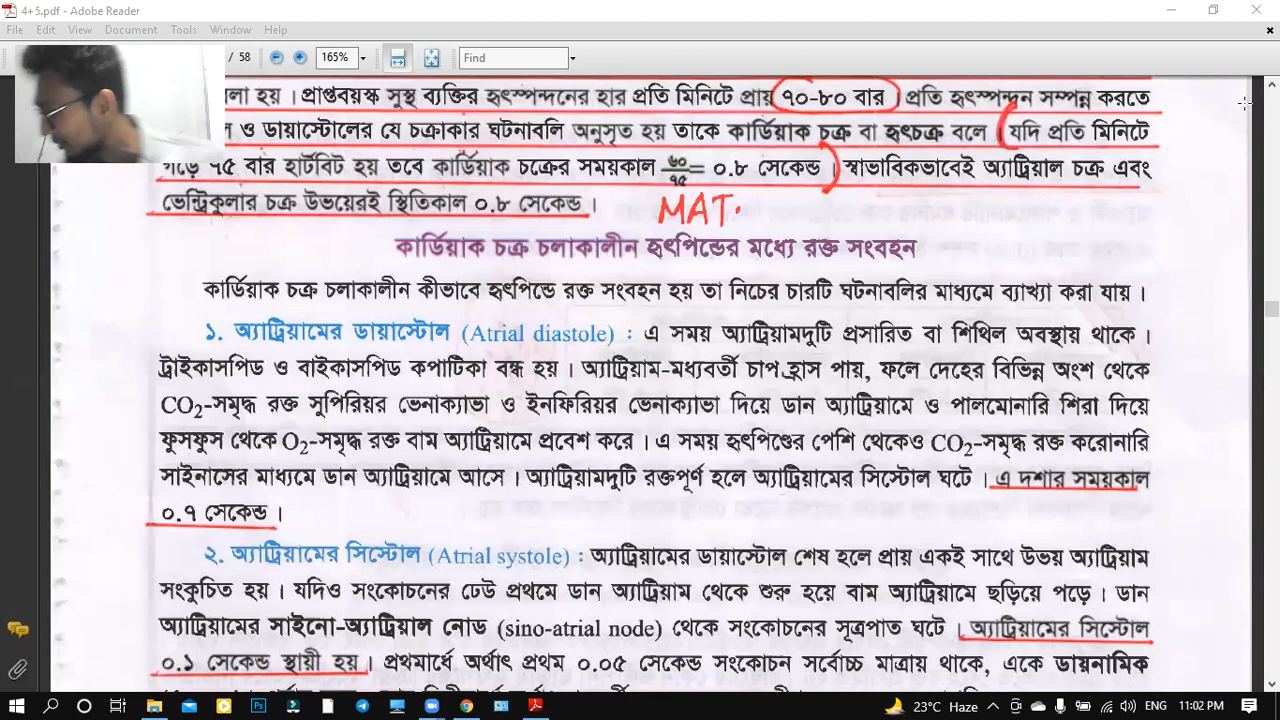 4+5.pdf - Adobe Reader
File Edit View Document Tools Window Help
/ 58 165% Find
হয় । প্রাপ্তবয়স্ক সুস্থ ব্যক্তির হৃৎস্পন্দনের হার প্রতি মিনিটে প্রায় ৭০-৮০ বার । প্রতি হৃৎস্পন্দন সম্পন্ন করতে
ও ডায়াস্টোলের যে চক্রাকার ঘটনাবলি অনুসৃত হয় তাকে কার্ডিয়াক চক্র বা হৃৎচক্র বলে । যদি প্রতি মিনিটে
গড়ে ৭৫ বার হার্টবিট হয় তবে কার্ডিয়াক চক্রের সময়কাল ৬০/৭৫ = ০.৮ সেকেন্ড । স্বাভাবিকভাবেই অ্যাট্রিয়াল চক্র এবং
ভেন্ট্রিকুলার চক্র উভয়েরই স্থিতিকাল ০.৮ সেকেন্ড ।
MAT:
কার্ডিয়াক চক্র চলাকালীন হৃৎপিন্ডের মধ্যে রক্ত সংবহন
কার্ডিয়াক চক্র চলাকালীন কীভাবে হৃৎপিন্ডে রক্ত সংবহন হয় তা নিচের চারটি ঘটনাবলির মাধ্যমে ব্যাখ্যা করা যায় ।
১. অ্যাট্রিয়ামের ডায়াস্টোল (Atrial diastole) : এ সময় অ্যাট্রিয়ামদুটি প্রসারিত বা শিথিল অবস্থায় থাকে ।
ট্রাইকাসপিড ও বাইকাসপিড কপাটিকা বন্ধ হয় । অ্যাট্রিয়াম-মধ্যবর্তী চাপ হ্রাস পায়, ফলে দেহের বিভিন্ন অংশ থেকে
CO2-সমৃদ্ধ রক্ত সুপিরিয়র ভেনাক্যাভা ও ইনফিরিয়র ভেনাক্যাভা দিয়ে ডান অ্যাট্রিয়ামে ও পালমোনারি শিরা দিয়ে
ফুসফুস থেকে O2-সমৃদ্ধ রক্ত বাম অ্যাট্রিয়ামে প্রবেশ করে । এ সময় হৃৎপিণ্ডের পেশি থেকেও CO2-সমৃদ্ধ রক্ত করোনারি
সাইনাসের মাধ্যমে ডান অ্যাট্রিয়ামে আসে । অ্যাট্রিয়ামদুটি রক্তপূর্ণ হলে অ্যাট্রিয়ামের সিস্টোল ঘটে । এ দশার সময়কাল
০.৭ সেকেন্ড ।
২. অ্যাট্রিয়ামের সিস্টোল (Atrial systole) : অ্যাট্রিয়ামের ডায়াস্টোল শেষ হলে প্রায় একই সাথে উভয় অ্যাট্রিয়াম
সংকুচিত হয় । যদিও সংকোচনের ঢেউ প্রথমে ডান অ্যাট্রিয়াম থেকে শুরু হয়ে বাম অ্যাট্রিয়ামে ছড়িয়ে পড়ে । ডান
অ্যাট্রিয়ামের সাইনো-অ্যাট্রিয়াল নোড (sino-atrial node) থেকে সংকোচনের সূত্রপাত ঘটে । অ্যাট্রিয়ামের সিস্টোল
০.১ সেকেন্ড স্থায়ী হয় । প্রথমার্ধে অর্থাৎ প্রথম ০.০৫ সেকেন্ড সংকোচন সর্বোচ্চ মাত্রায় থাকে, একে ডায়নামিক
23°C Haze ENG 11:02 PM